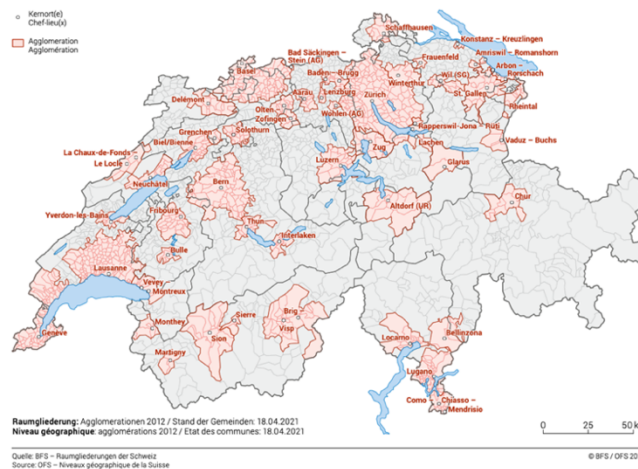 Kernort(e)
Chef-lieu(x)
Agglomeration
Agglomération
Schaffhausen
Konstanz – Kreuzlingen
Bad Säckingen –
Stein (AG)
Frauenfeld
Amriswil – Romanshorn
Basel
Baden – Brugg
Winterthur
Wil (SG)
Arbon –
Rorschach
Delémont
Aarau
Lenzburg
Zürich
St. Gallen
Olten
Zofingen
Wohlen (AG)
Rheintal
Grenchen
Solothurn
Rapperswil-Jona – Rüti
Biel/Bienne
Lachen
Vaduz – Buchs
La Chaux-de-Fonds –
Le Locle
Zug
Luzern
Glarus
Neuchâtel
Bern
Altdorf (UR)
Chur
Yverdon-les-Bains
Fribourg
Thun
Interlaken
Bulle
Lausanne
Vevey –
Montreux
Genève
Monthey
Sierre
Brig –
Visp
Sion
Martigny
Locarno
Bellinzona
Lugano
Como – Chiasso –
Mendrisio
Raumgliederung: Agglomerationen 2012 / Stand der Gemeinden: 18.04.2021
Niveau géographique: agglomérations 2012 / Etat des communes: 18.04.2021
0 25 50 k
Quelle: BFS – Raumgliederungen der Schweiz
Source: OFS – Niveaux géographique de la Suisse
© BFS / OFS 20